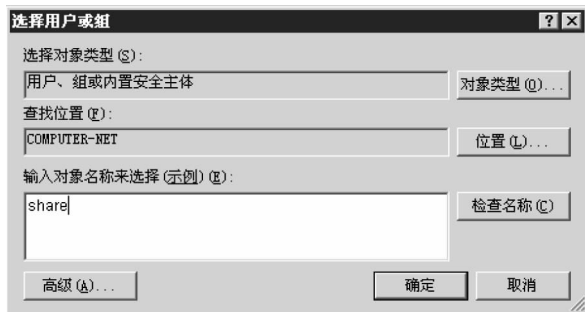 选择用户或组
选择对象类型(S):
用户、组或内置安全主体
对象类型(O)...
查找位置(F):
COMPUTER-NET
位置(L)...
输入对象名称来选择(示例)(E):
share
检查名称(C)
高级(A)...
确定
取消